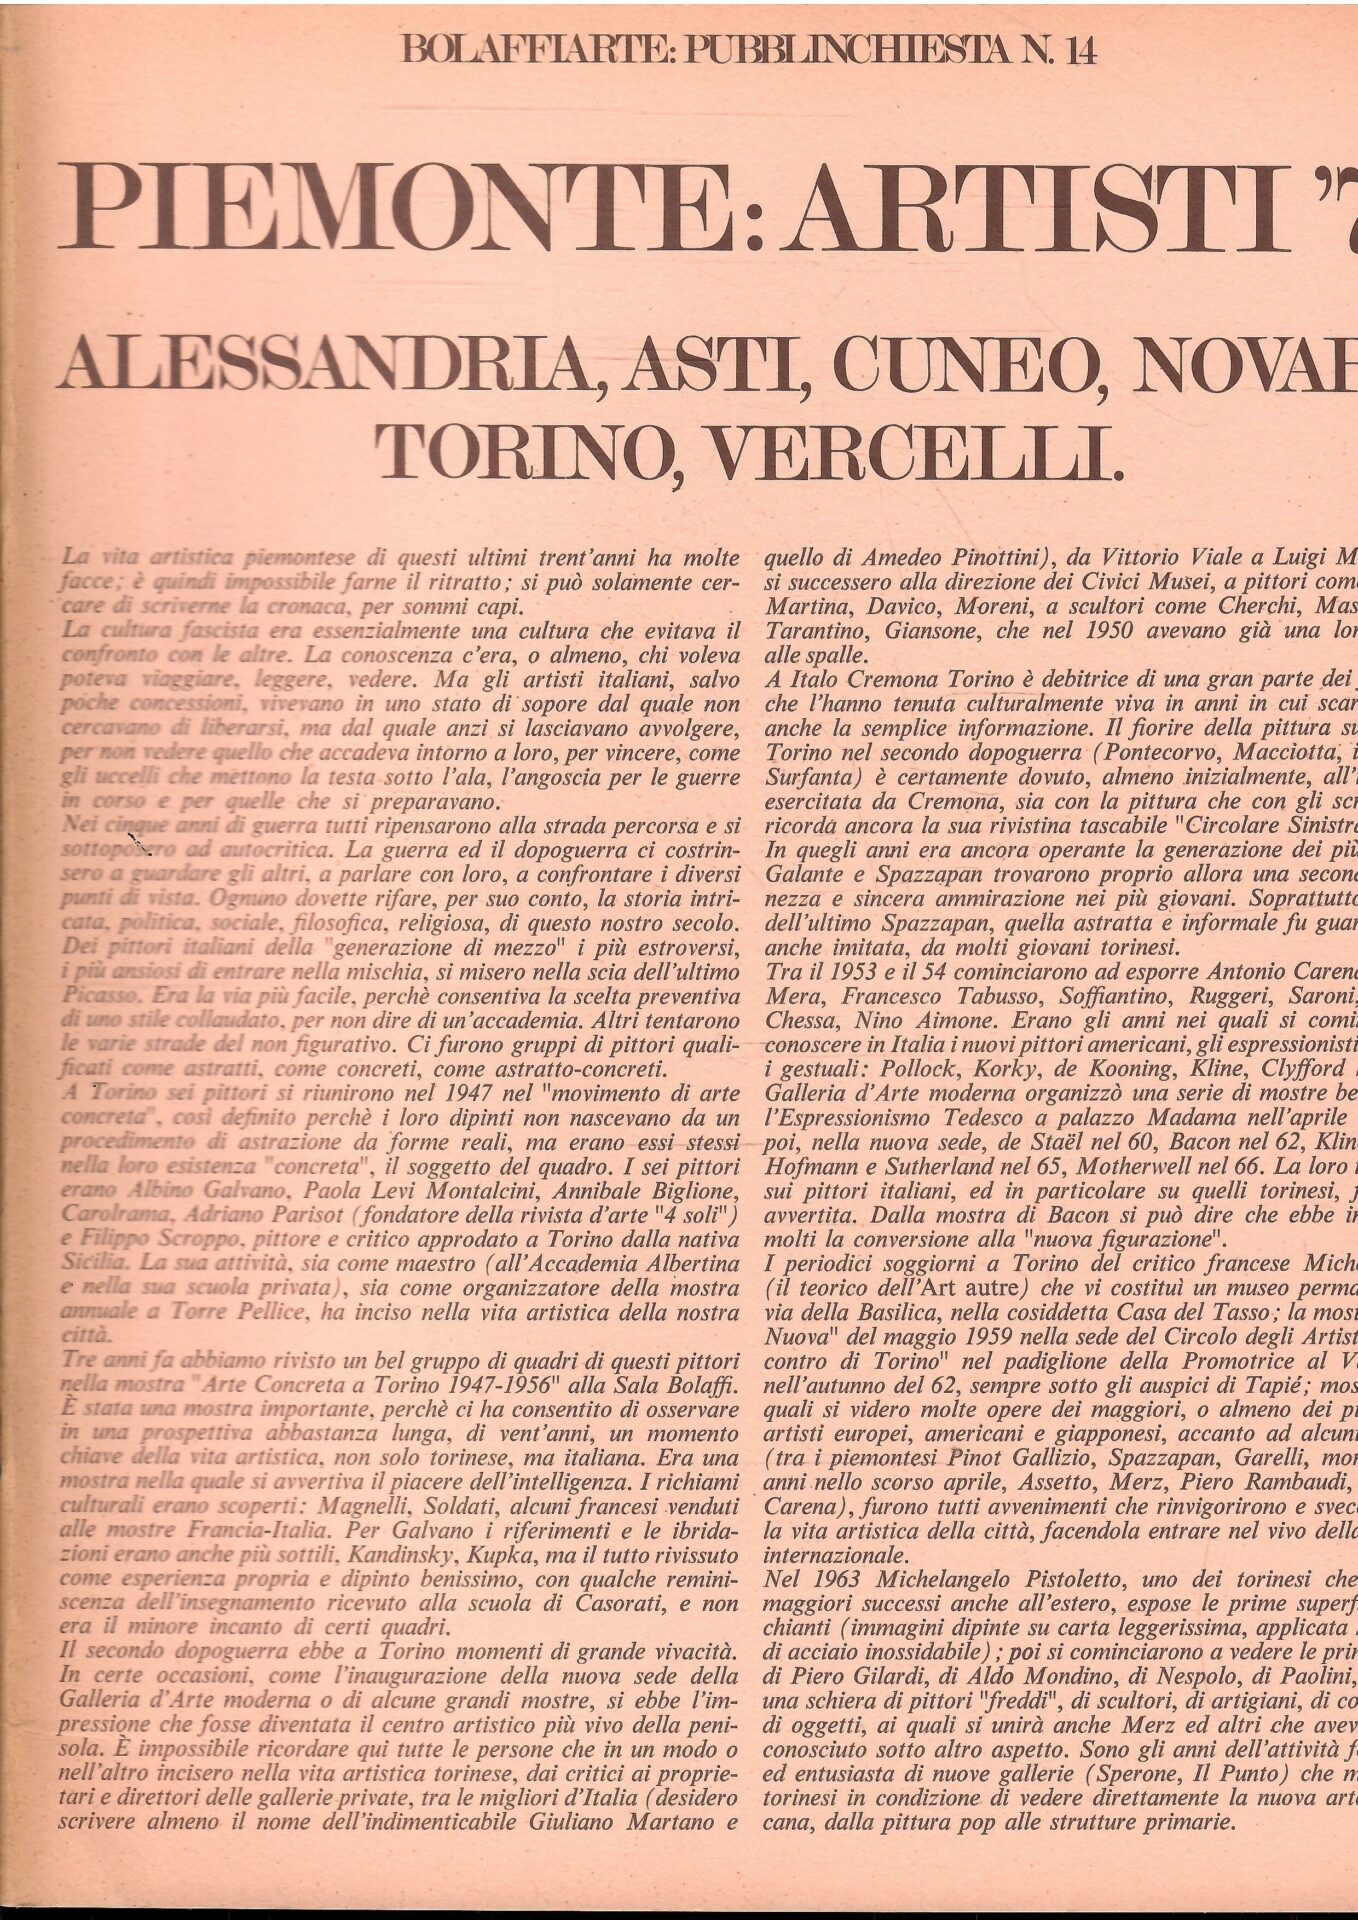 BOLAFFIARTE: PUBBLINCHIESTA N. 14
PIEMONTE: ARTISTI '7
ALESSANDRIA, ASTI, CUNEO, NOVAR
TORINO, VERCELLI.
La vita artistica piemontese di questi ultimi trent'anni ha molte
facce; è quindi impossibile farne il ritratto; si può solamente cer-
care di scriverne la cronaca, per sommi capi.
La cultura fascista era essenzialmente una cultura che evitava il
confronto con le altre. La conoscenza c'era, o almeno, chi voleva
poteva viaggiare, leggere, vedere. Ma gli artisti italiani, salvo
poche concessioni, vivevano in uno stato di sopore dal quale non
cercavano di liberarsi, ma dal quale anzi si lasciavano avvolgere,
per non vedere quello che accadeva intorno a loro, per vincere, come
gli uccelli che mettono la testa sotto l'ala, l'angoscia per le guerre
in corso e per quelle che si preparavano.
Nei cinque anni di guerra tutti ripensarono alla strada percorsa e si
sottoposero ad autocritica. La guerra ed il dopoguerra ci costrin-
sero a guardare gli altri, a parlare con loro, a confrontare i diversi
punti di vista. Ognuno dovette rifare, per suo conto, la storia intri-
cata, politica, sociale, filosofica, religiosa, di questo nostro secolo.
Dei pittori italiani della "generazione di mezzo" i più estroversi,
i più ansiosi di entrare nella mischia, si misero nella scia dell'ultimo
Picasso. Era la via più facile, perchè consentiva la scelta preventiva
di uno stile collaudato, per non dire di un'accademia. Altri tentarono
le varie strade del non figurativo. Ci furono gruppi di pittori quali-
ficati come astratti, come concreti, come astratto-concreti.
A Torino sei pittori si riunirono nel 1947 nel "movimento di arte
concreta", così definito perchè i loro dipinti non nascevano da un
procedimento di astrazione da forme reali, ma erano essi stessi
nella loro esistenza "concreta", il soggetto del quadro. I sei pittori
erano Albino Galvano, Paola Levi Montalcini, Annibale Biglione,
Carolrama, Adriano Parisot (fondatore della rivista d'arte "4 soli")
e Filippo Scroppo, pittore e critico approdato a Torino dalla nativa
Sicilia. La sua attività, sia come maestro (all'Accademia Albertina
e nella sua scuola privata), sia come organizzatore della mostra
annuale a Torre Pellice, ha inciso nella vita artistica della nostra
città.
Tre anni fa abbiamo rivisto un bel gruppo di quadri di questi pittori
nella mostra "Arte Concreta a Torino 1947-1956" alla Sala Bolaffi.
È stata una mostra importante, perchè ci ha consentito di osservare
in una prospettiva abbastanza lunga, di vent'anni, un momento
chiave della vita artistica, non solo torinese, ma italiana. Era una
mostra nella quale si avvertiva il piacere dell'intelligenza. I richiami
culturali erano scoperti: Magnelli, Soldati, alcuni francesi venduti
alle mostre Francia-Italia. Per Galvano i riferimenti e le ibrida-
zioni erano anche più sottili, Kandinsky, Kupka, ma il tutto rivissuto
come esperienza propria e dipinto benissimo, con qualche remini-
scenza dell'insegnamento ricevuto alla scuola di Casorati, e non
era il minore incanto di certi quadri.
Il secondo dopoguerra ebbe a Torino momenti di grande vivacità.
In certe occasioni, come l'inaugurazione della nuova sede della
Galleria d'Arte moderna o di alcune grandi mostre, si ebbe l'im-
pressione che fosse diventata il centro artistico più vivo della peni-
sola. È impossibile ricordare qui tutte le persone che in un modo o
nell'altro incisero nella vita artistica torinese, dai critici ai proprie-
tari e direttori delle gallerie private, tra le migliori d'Italia (desidero
scrivere almeno il nome dell'indimenticabile Giuliano Martano e
quello di Amedeo Pinottini), da Vittorio Viale a Luigi M
si successero alla direzione dei Civici Musei, a pittori com
Martina, Davico, Moreni, a scultori come Cherchi, Mas
Tarantino, Giansone, che nel 1950 avevano già una lo
alle spalle.
A Italo Cremona Torino è debitrice di una gran parte dei
che l'hanno tenuta culturalmente viva in anni in cui scar
anche la semplice informazione. Il fiorire della pittura su
Torino nel secondo dopoguerra (Pontecorvo, Macciotta, i
Surfanta) è certamente dovuto, almeno inizialmente, all'
esercitata da Cremona, sia con la pittura che con gli scr
ricorda ancora la sua rivistina tascabile "Circolare Sinistr
In quegli anni era ancora operante la generazione dei più
Galante e Spazzapan trovarono proprio allora una secon
nezza e sincera ammirazione nei più giovani. Soprattutt
dell'ultimo Spazzapan, quella astratta e informale fu guar
anche imitata, da molti giovani torinesi.
Tra il 1953 e il 54 cominciarono ad esporre Antonio Caren
Mera, Francesco Tabusso, Soffiantino, Ruggeri, Saroni,
Chessa, Nino Aimone. Erano gli anni nei quali si comi
conoscere in Italia i nuovi pittori americani, gli espressionisti
i gestuali: Pollock, Korky, de Kooning, Kline, Clyfford
Galleria d'Arte moderna organizzò una serie di mostre be
l'Espressionismo Tedesco a palazzo Madama nell'aprile
poi, nella nuova sede, de Staël nel 60, Bacon nel 62, Klin
Hofmann e Sutherland nel 65, Motherwell nel 66. La loro
sui pittori italiani, ed in particolare su quelli torinesi, f
avvertita. Dalla mostra di Bacon si può dire che ebbe i
molti la conversione alla "nuova figurazione".
I periodici soggiorni a Torino del critico francese Mich
(il teorico dell'Art autre) che vi costituì un museo perma
via della Basilica, nella cosiddetta Casa del Tasso; la most
Nuova" del maggio 1959 nella sede del Circolo degli Artist
contro di Torino" nel padiglione della Promotrice al V
nell'autunno del 62, sempre sotto gli auspici di Tapié; mos
quali si videro molte opere dei maggiori, o almeno dei pi
artisti europei, americani e giapponesi, accanto ad alcun
(tra i piemontesi Pinot Gallizio, Spazzapan, Garelli, mor
anni nello scorso aprile, Assetto, Merz, Piero Rambaudi,
Carena), furono tutti avvenimenti che rinvigorirono e svec
la vita artistica della città, facendola entrare nel vivo della
internazionale.
Nel 1963 Michelangelo Pistoletto, uno dei torinesi che
maggiori successi anche all'estero, espose le prime superf
chianti (immagini dipinte su carta leggerissima, applicata
di acciaio inossidabile); poi si cominciarono a vedere le prim
di Piero Gilardi, di Aldo Mondino, di Nespolo, di Paolini,
una schiera di pittori "freddi", di scultori, di artigiani, di co
di oggetti, ai quali si unirà anche Merz ed altri che avev
conosciuto sotto altro aspetto. Sono gli anni dell'attività f
ed entusiasta di nuove gallerie (Sperone, Il Punto) che m
torinesi in condizione di vedere direttamente la nuova art
cana, dalla pittura pop alle strutture primarie.